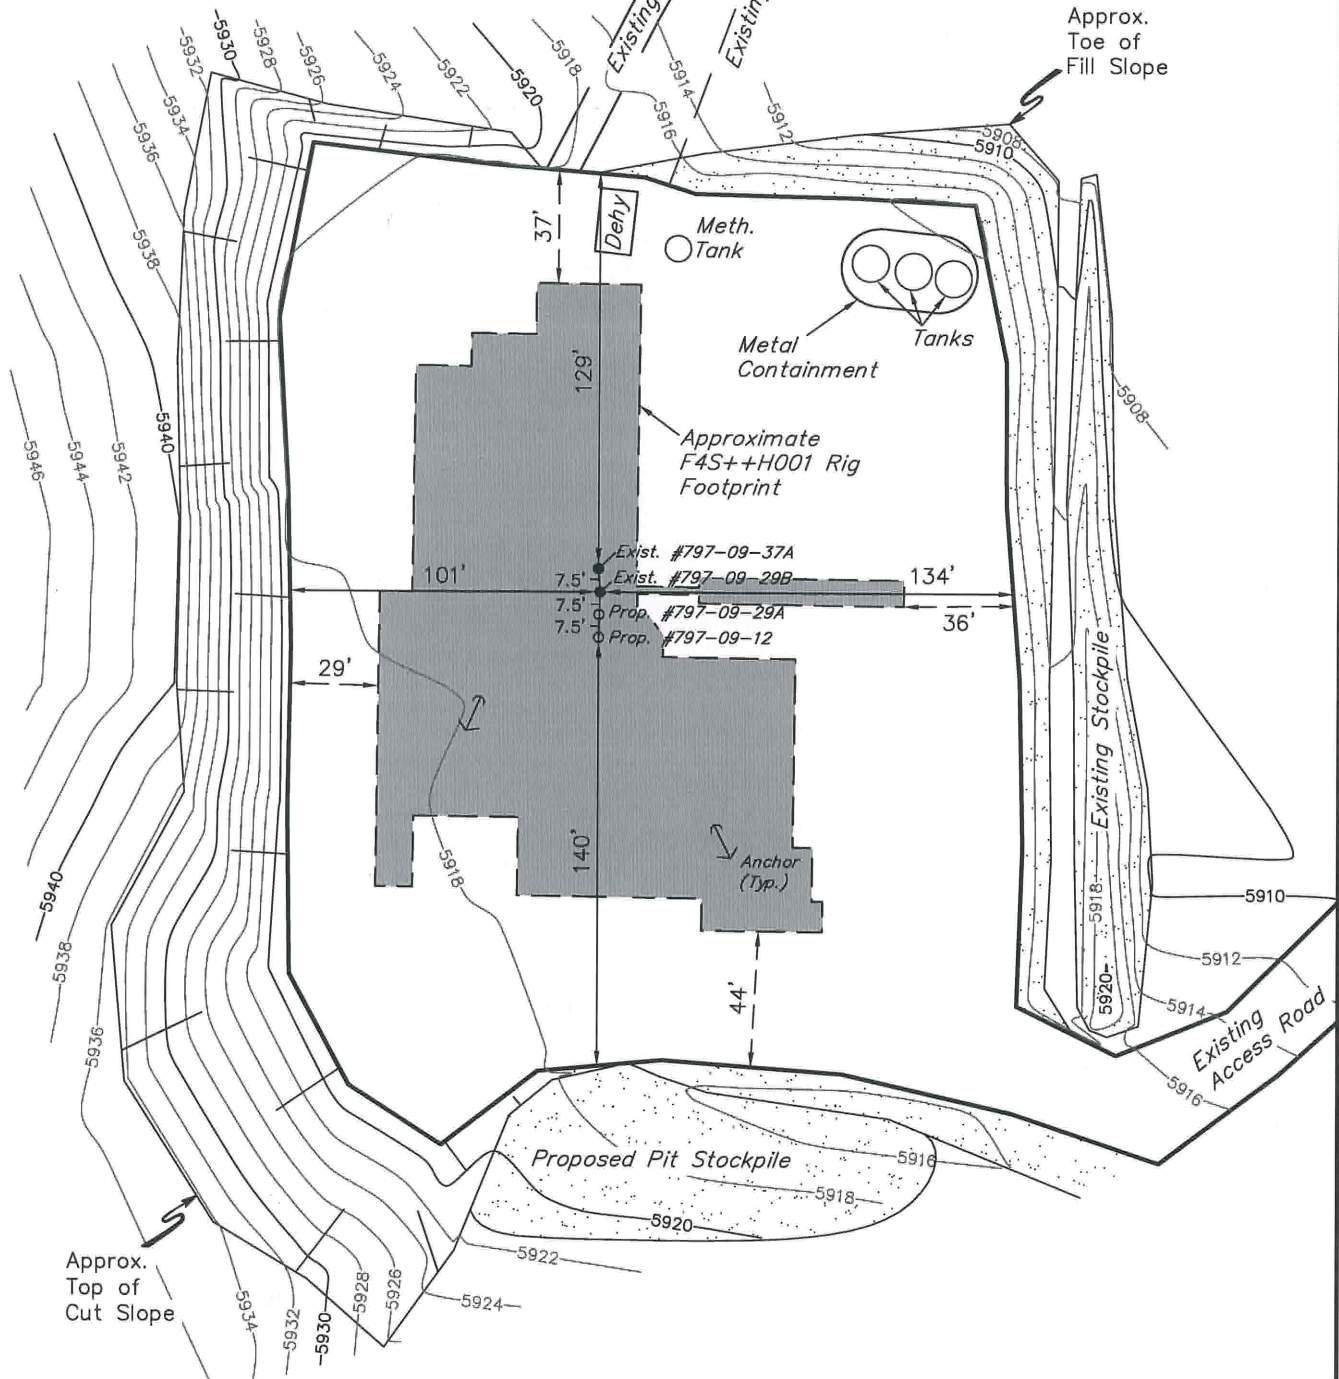 Existing
Existin
Approx.
Toe of
Fill Slope
5932
5930
5928
5926
5924
5922
5920
5918
5914
5916
5912
5908
5910
5934
5936
5938
5940
5942
5944
5946
37'
Dehy
Meth.
Tank
Tanks
Metal
Containment
129'
Approximate
F4S++H001 Rig
Footprint
5908
Exist. #797-09-37A
7.5'
Exist. #797-09-29B
7.5'
Prop. #797-09-29A
7.5'
Prop. #797-09-12
101'
134'
36'
29'
Existing Stockpile
140'
Anchor
(Typ.)
5918
44'
5918
5920
5910
5912
5914
5916
Existing
Access Road
5940
5938
5936
Proposed Pit Stockpile
5916
5918
5920
5922
5924
Approx.
Top of
Cut Slope
5934
5932
5930
5928
5926